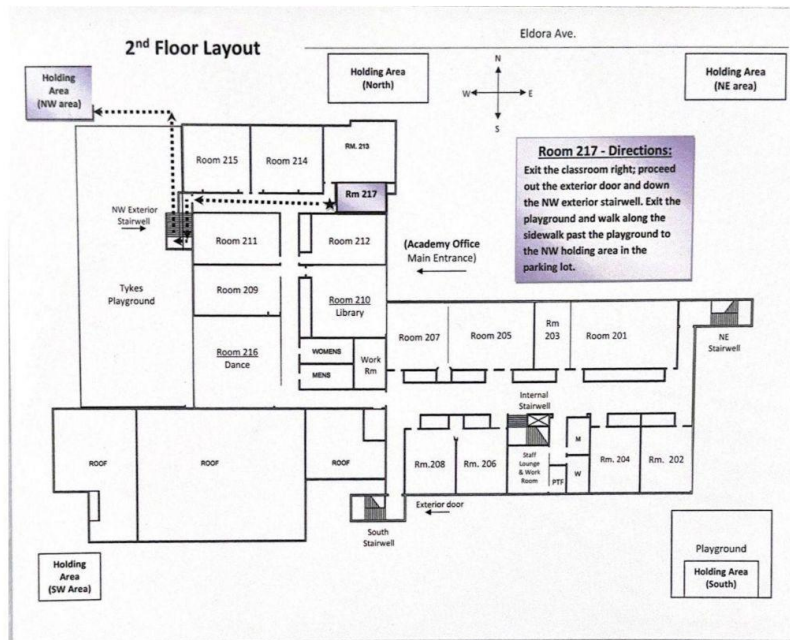 Eldora Ave.
2nd Floor Layout
Holding
Area
(NW area)
Holding Area
(North)
N
W
E
S
Holding Area
(NE area)
Room 215
Room 214
RM. 213
Rm 217
Room 217 - Directions:
Exit the classroom right; proceed
out the exterior door and down
the NW exterior stairwell. Exit the
playground and walk along the
sidewalk past the playground to
the NW holding area in the
parking lot.
NW Exterior
Stairwell
Room 211
Room 212
(Academy Office
Main Entrance)
Tykes
Playground
Room 209
Room 210
Library
Room 207
Room 205
Rm
203
Room 201
NE
Stairwell
Room 216
Dance
WOMENS
MENS
Work
Rm
Internal
Stairwell
ROOF
ROOF
ROOF
Rm.208
Rm. 206
Staff
Lounge
& Work
Room
PTF
M
W
Rm. 204
Rm. 202
Exterior door
South
Stairwell
Playground
Holding Area
(South)
Holding
Area
(SW Area)